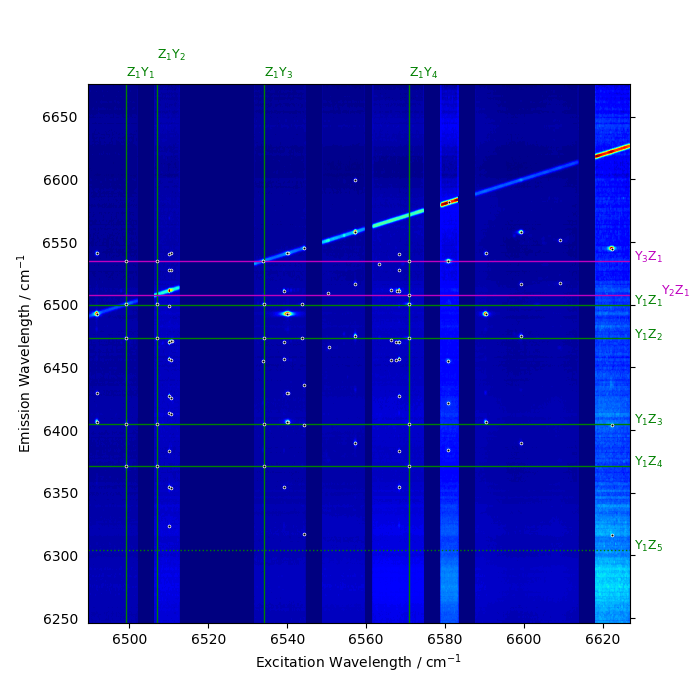 Z₁Y₂
Z₁Y₁ Z₁Y₃ Z₁Y₄
6650
6600
6550
Y₃Z₁
6500
Y₂Z₁
Y₁Z₁
Y₁Z₂
6450
Y₁Z₃
6400
Y₁Z₄
6350
Y₁Z₅
6300
6250
Emission Wavelength / cm⁻¹
6500 6520 6540 6560 6580 6600 6620
Excitation Wavelength / cm⁻¹